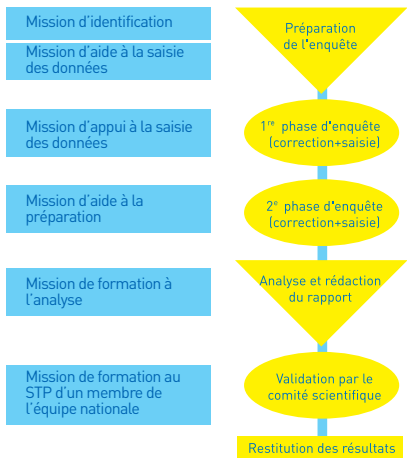 Mission d'identification
Mission d'aide à la saisie
des données
Préparation
de l'enquête
Mission d'appui à la saisie
des données
1re phase d'enquête
(correction+saisie)
Mission d'aide à la
préparation
2e phase d'enquête
(correction+saisie)
Mission de formation à
l'analyse
Analyse et rédaction
du rapport
Mission de formation au
STP d'un membre de
l'équipe nationale
Validation par le
comité scientifique
Restitution des résultats